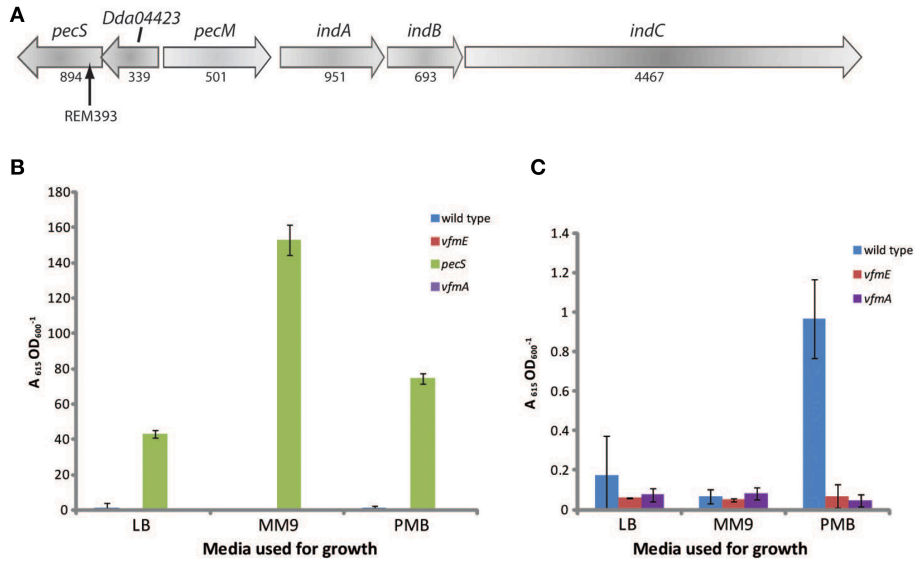 A
pecS
Dda04423
pecM
indA
indB
indC
894
339
501
951
693
4467
REM393
B
A 615 OD600-1
180
160
140
120
100
80
60
40
20
0
wild type
vfmE
pecS
vfmA
LB
MM9
PMB
Media used for growth
C
A 615 OD600-1
1.4
1.2
1
0.8
0.6
0.4
0.2
0
wild type
vfmE
vfmA
LB
MM9
PMB
Media used for growth